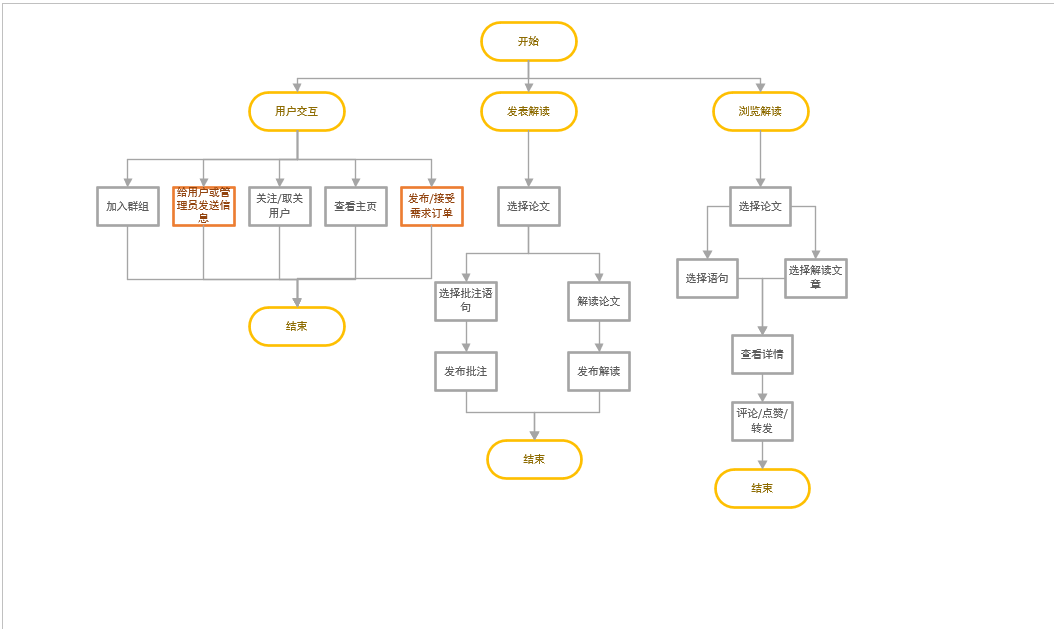 开始
用户交互
发表解读
浏览解读
加入群组
给用户或管
理员发送信
息
关注/取关
用户
查看主页
发布/接受
需求订单
选择论文
选择论文
选择批注语
句
解读论文
选择语句
选择解读文
章
结束
发布批注
发布解读
查看详情
评论/点赞/
转发
结束
结束